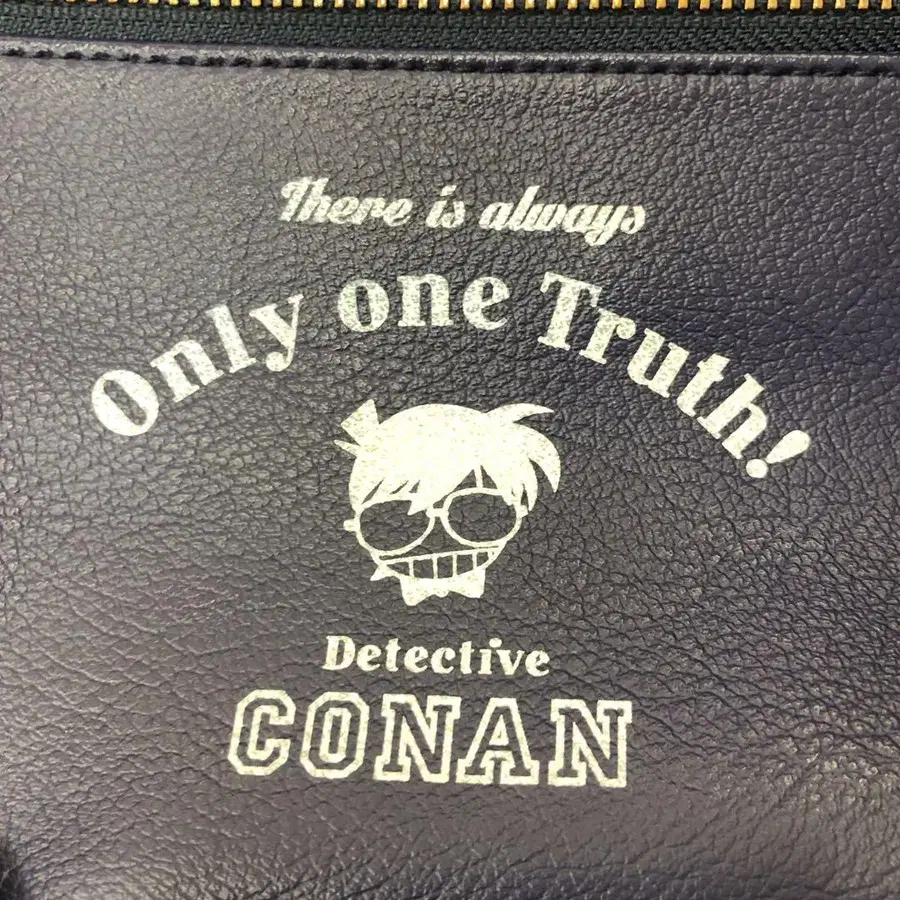 There is always
Only one Truth!
Detective
CONAN